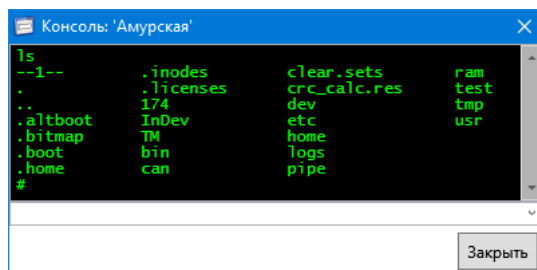 Консоль: 'Амурская'
ls
--1-- .inodes clear.sets ram
. .licenses crc_calc.res test
.. 174 dev tmp
.altboot InDev etc usr
.bitmap TM home
.boot bin logs
.home can pipe
#
Закрыть